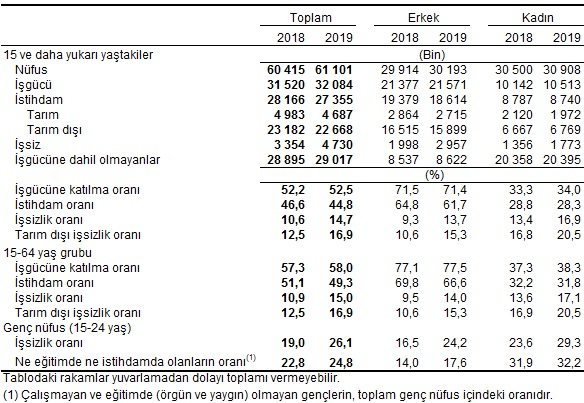 Toplam Erkek Kadın
2018 2019 2018 2019 2018 2019
15 ve daha yukarı yaştakiler (Bin)
Nüfus 60 415 61 101 29 914 30 193 30 500 30 908
İşgücü 31 520 32 084 21 377 21 571 10 142 10 513
İstihdam 28 166 27 355 19 379 18 614 8 787 8 740
Tarım 4 983 4 687 2 864 2 715 2 120 1 972
Tarım dışı 23 182 22 668 16 515 15 899 6 667 6 769
İşsiz 3 354 4 730 1 998 2 957 1 356 1 773
İşgücüne dahil olmayanlar 28 895 29 017 8 537 8 622 20 358 20 395
(%)
İşgücüne katılma oranı 52,2 52,5 71,5 71,4 33,3 34,0
İstihdam oranı 46,6 44,8 64,8 61,7 28,8 28,3
İşsizlik oranı 10,6 14,7 9,3 13,7 13,4 16,9
Tarım dışı işsizlik oranı 12,5 16,9 10,6 15,3 16,8 20,5
15-64 yaş grubu
İşgücüne katılma oranı 57,3 58,0 77,1 77,5 37,3 38,3
İstihdam oranı 51,1 49,3 69,8 66,6 32,2 31,8
İşsizlik oranı 10,9 15,0 9,5 14,0 13,6 17,1
Tarım dışı işsizlik oranı 12,5 16,9 10,6 15,3 16,9 20,5
Genç nüfus (15-24 yaş)
İşsizlik oranı 19,0 26,1 16,5 24,2 23,6 29,3
Ne eğitimde ne istihdamda olanların oranı(1) 22,8 24,8 14,0 17,6 31,9 32,2
Tablodaki rakamlar yuvarlamadan dolayı toplamı vermeyebilir.
(1) Çalışmayan ve eğitimde (örgün ve yaygın) olmayan gençlerin, toplam genç nüfus içindeki oranıdır.